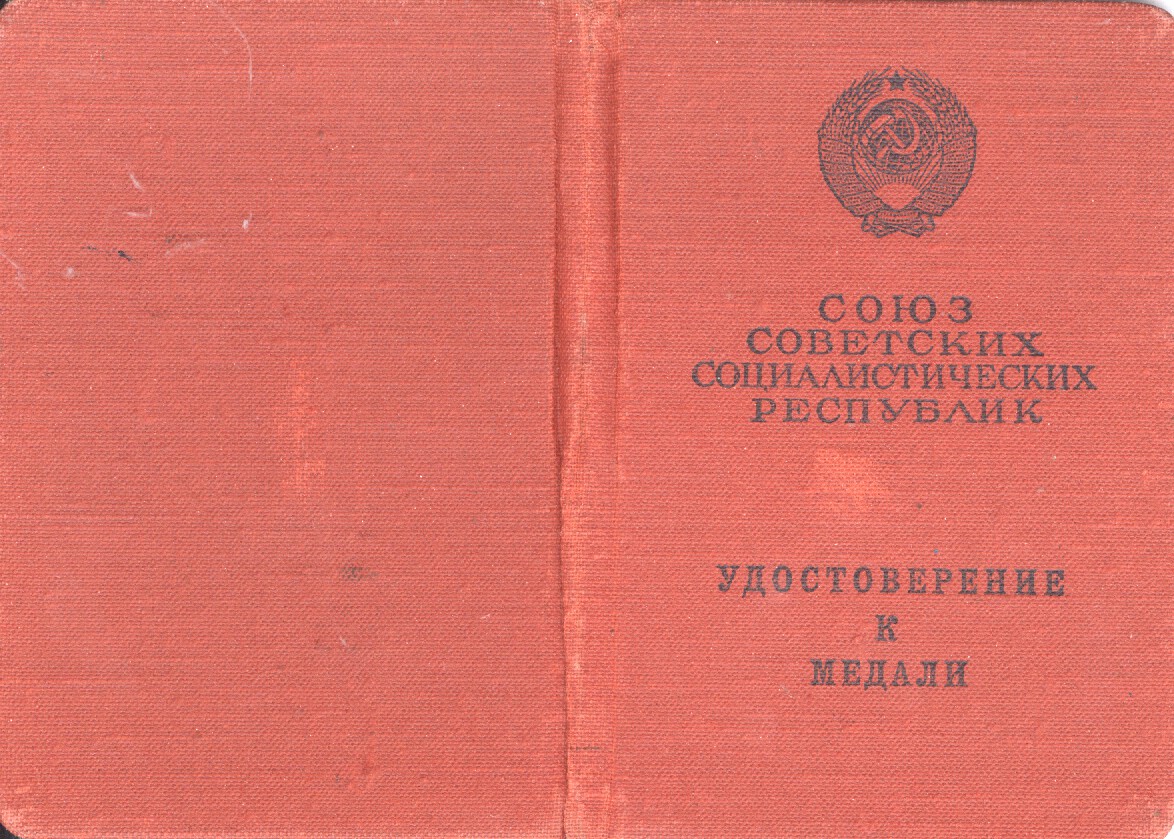 СОЮЗ
СОВЕТСКИХ
СОЦИАЛИСТИЧЕСКИХ
РЕСПУБЛИК
УДОСТОВЕРЕНИЕ
К
МЕДАЛИ